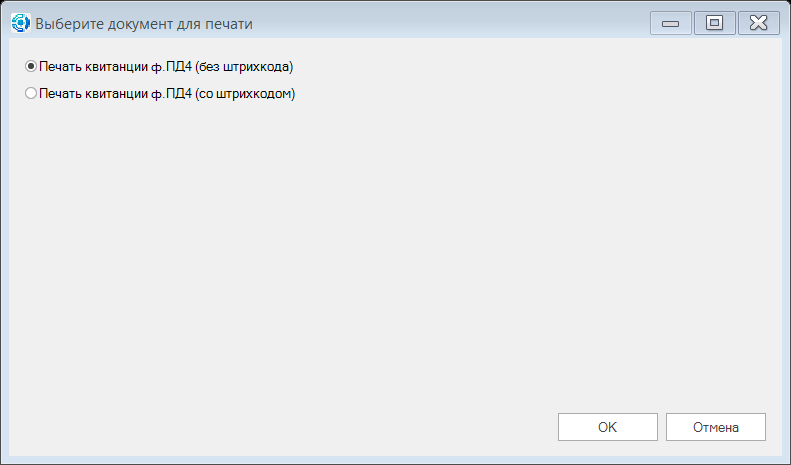 Выберите документ для печати
Печать квитанции ф.ПД4 (без штрихкода)
Печать квитанции ф.ПД4 (со штрихкодом)
OK
Отмена